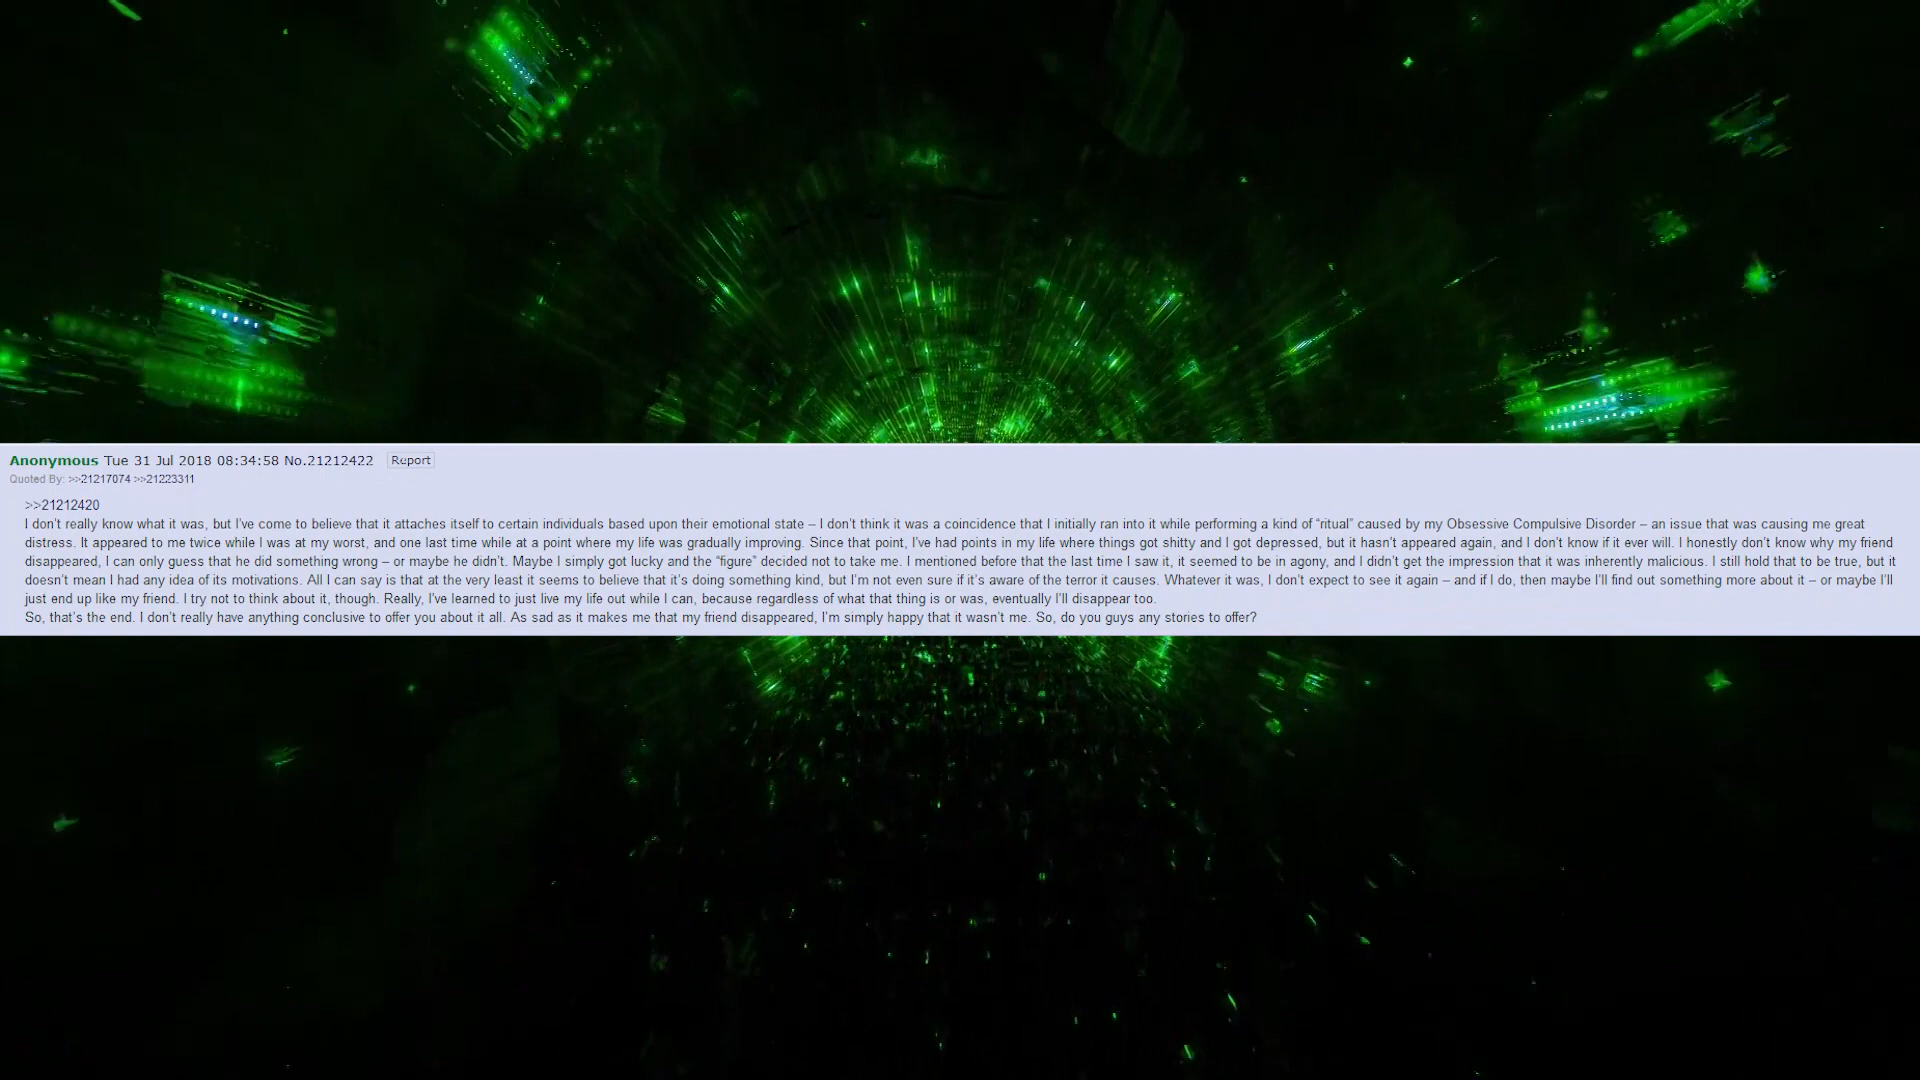 Anonymous Tue 31 Jul 2018 08:34:58 No.21212422 Report
Quoted By: >>21217074 >>21223311
>>21212420
I don't really know what it was, but I've come to believe that it attaches itself to certain individuals based upon their emotional state – I don't think it was a coincidence that I initially ran into it while performing a kind of “ritual” caused by my Obsessive Compulsive Disorder – an issue that was causing me great
distress. It appeared to me twice while I was at my worst, and one last time while at a point where my life was gradually improving. Since that point, I've had points in my life where things got shitty and I got depressed, but it hasn't appeared again, and I don't know if it ever will. I honestly don't know why my friend
disappeared, I can only guess that he did something wrong – or maybe he didn't. Maybe I simply got lucky and the “figure” decided not to take me. I mentioned before that the last time I saw it, it seemed to be in agony, and I didn't get the impression that it was inherently malicious. I still hold that to be true, but it
doesn't mean I had any idea of its motivations. All I can say is that at the very least it seems to believe that it's doing something kind, but I'm not even sure if it's aware of the terror it causes. Whatever it was, I don't expect to see it again – and if I do, then maybe I'll find out something more about it – or maybe I'll
just end up like my friend. I try not to think about it, though. Really, I've learned to just live my life out while I can, because regardless of what that thing is or was, eventually I'll disappear too.
So, that's the end. I don't really have anything conclusive to offer you about it all. As sad as it makes me that my friend disappeared, I'm simply happy that it wasn't me. So, do you guys any stories to offer?